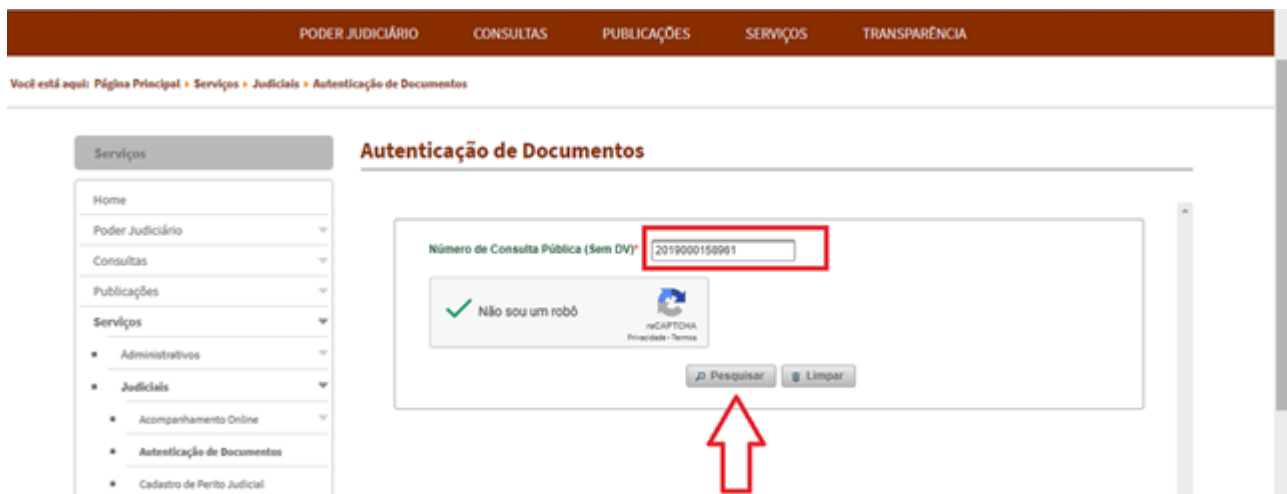 PODER JUDICIÁRIO CONSULTAS PUBLICAÇÕES SERVIÇOS TRANSPARÊNCIA
Você está aqui: Página Principal › Serviços › Judiciais › Autenticação de Documentos
Serviços
Home
Poder Judiciário
Consultas
Publicações
Serviços
Administrativos
Judiciais
Acompanhamento Online
Autenticação de Documentos
Cadastro de Perito Judicial
Autenticação de Documentos
Número de Consulta Pública (Sem DV)* 2019000158961
Não sou um robô
reCAPTCHA
Privacidade - Termos
Pesquisar Limpar